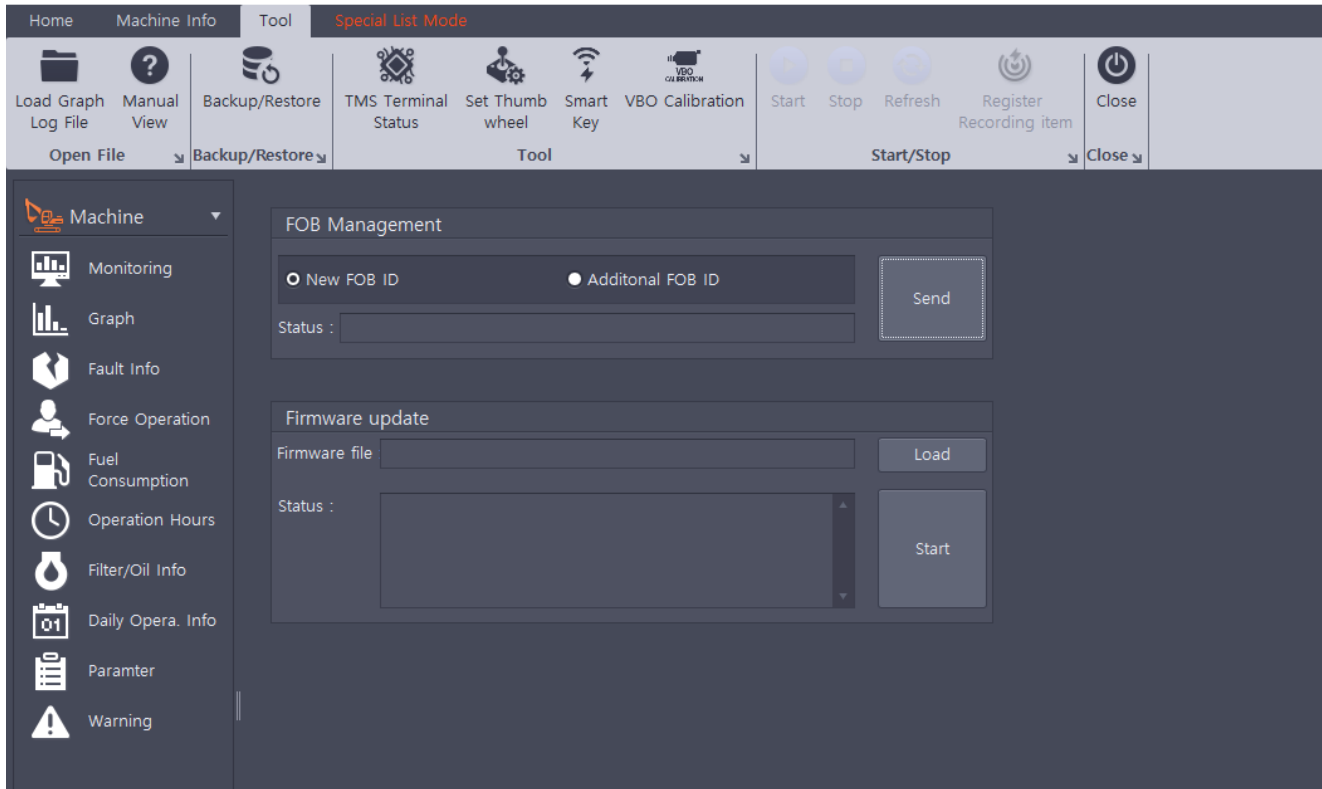 Home Machine Info Tool Special List Mode
Load Graph Log File
Manual View
Backup/Restore
TMS Terminal Status
Set Thumb wheel
Smart Key
VBO CALIBRATION
VBO Calibration
Start
Stop
Refresh
Register Recording item
Close
Open File
Backup/Restore
Tool
Start/Stop
Close
Machine
Monitoring
Graph
Fault Info
Force Operation
Fuel
Consumption
Operation Hours
Filter/Oil Info
01
Daily Opera. Info
Paramter
Warning
FOB Management
New FOB ID
Additonal FOB ID
Send
Status :
Firmware update
Firmware file
Load
Status :
Start